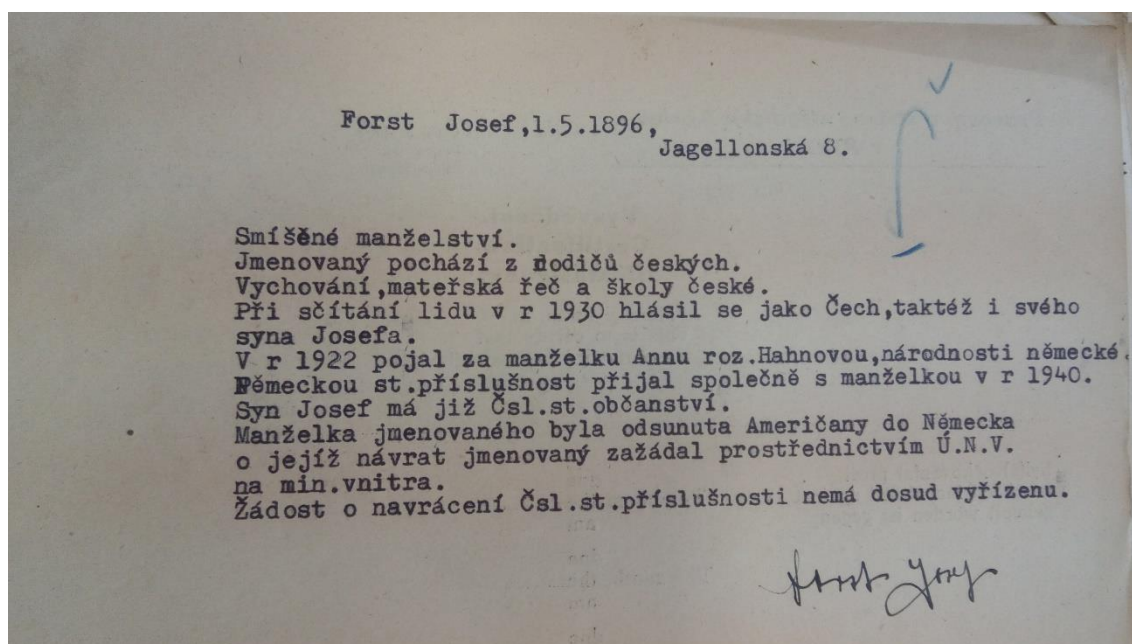 Forst Josef,1.5.1896,
Jagellonská 8.
Smíšěné manželství.
Jmenovaný pochází z rodičů českých.
Vychování,mateřská řeč a školy české.
Při sčítání lidu v r 1930 hlásil se jako Čech,taktéž i svého
syna Josefa.
V r 1922 pojal za manželku Annu roz.Hahnovou,národnosti německé.
Německou st.příslušnost přijal společně s manželkou v r 1940.
Syn Josef má již Čsl.st.občanství.
Manželka jmenovaného byla odsunuta Američany do Německa
o jejíž návrat jmenovaný zažádal prostřednictvím Ú.N.V.
na min.vnitra.
Žádost o navrácení Čsl.st.příslušnosti nemá dosud vyřízenu.
Forst Josef